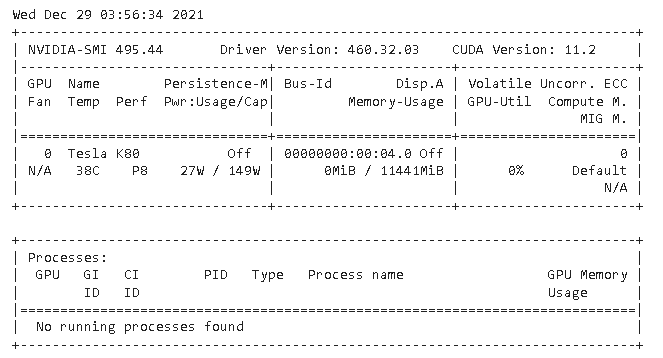 Wed Dec 29 03:56:34 2021
+-----------------------------------------------------------------------------+
| NVIDIA-SMI 495.44       Driver Version: 460.32.03    CUDA Version: 11.2     |
|-------------------------------+----------------------+----------------------+
| GPU  Name        Persistence-M| Bus-Id        Disp.A | Volatile Uncorr. ECC |
| Fan  Temp  Perf  Pwr:Usage/Cap|         Memory-Usage | GPU-Util  Compute M. |
|                               |                      |               MIG M. |
|===============================+======================+======================|
|   0  Tesla K80           Off  | 00000000:00:04.0 Off |                    0 |
| N/A   38C    P8    27W / 149W |      0MiB / 11441MiB |      0%      Default |
|                               |                      |                  N/A |
+-------------------------------+----------------------+----------------------+

+-----------------------------------------------------------------------------+
| Processes:                                                                  |
|  GPU   GI   CI        PID   Type   Process name                  GPU Memory |
|        ID   ID                                                   Usage      |
|=============================================================================|
|  No running processes found                                                 |
+-----------------------------------------------------------------------------+